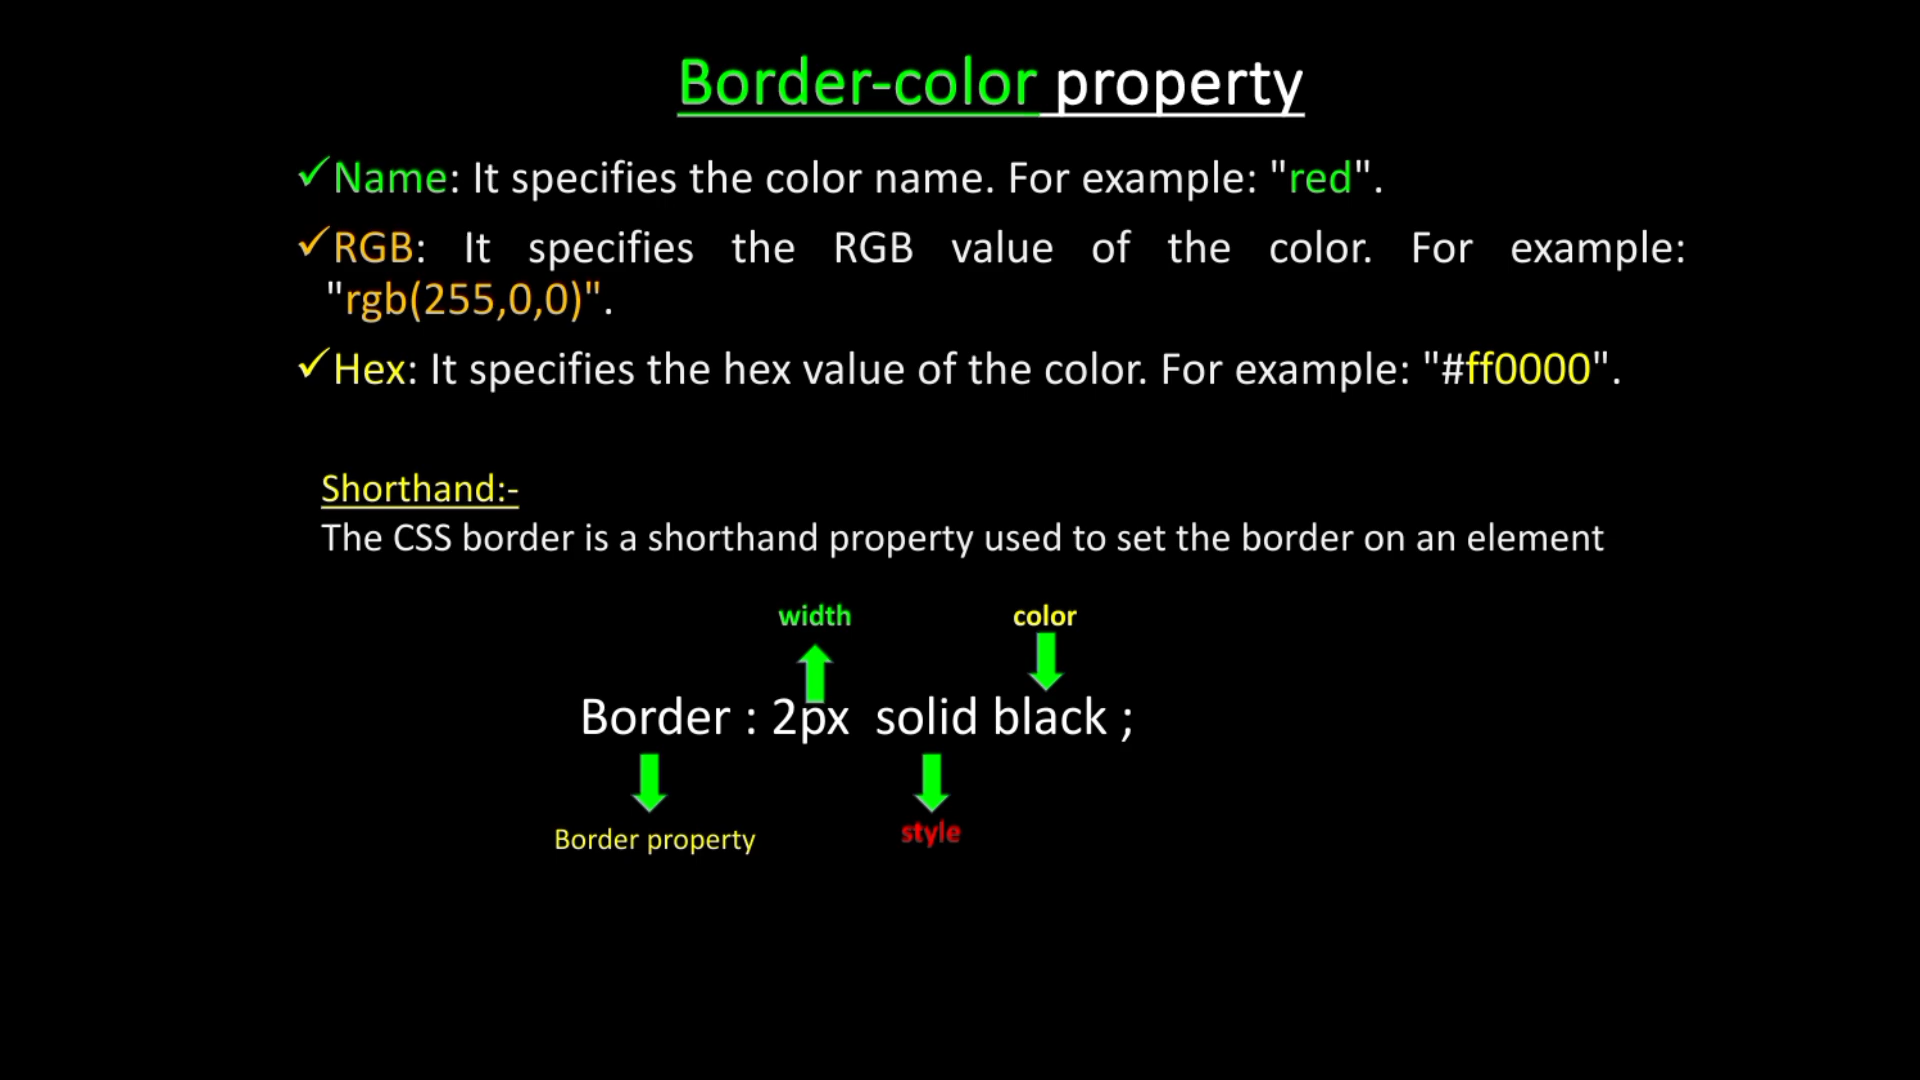 Border-color property
✓Name: It specifies the color name. For example: "red".
✓RGB: It specifies the RGB value of the color. For example:
"rgb(255,0,0)".
✓Hex: It specifies the hex value of the color. For example: "#ff0000".
Shorthand:-
The CSS border is a shorthand property used to set the border on an element
width color
Border : 2px solid black ;
Border property style